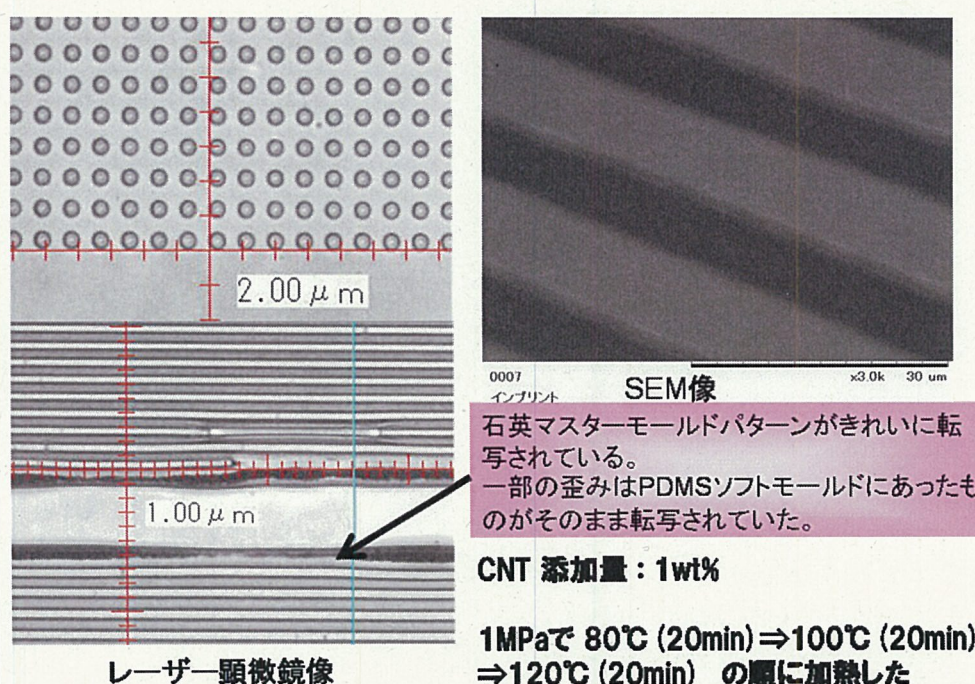 2.00μm
1.00μm
レーザー顕微鏡像
0007
x3.0k
30 um
インプリント
SEM像
石英マスターモールドパターンがきれいに転
写されている。
一部の歪みはPDMSソフトモールドにあったも
のがそのまま転写されていた。
CNT 添加量：1wt%
1MPaで 80℃ (20min)⇒100℃ (20min)
⇒120℃ (20min) の順に加熱した